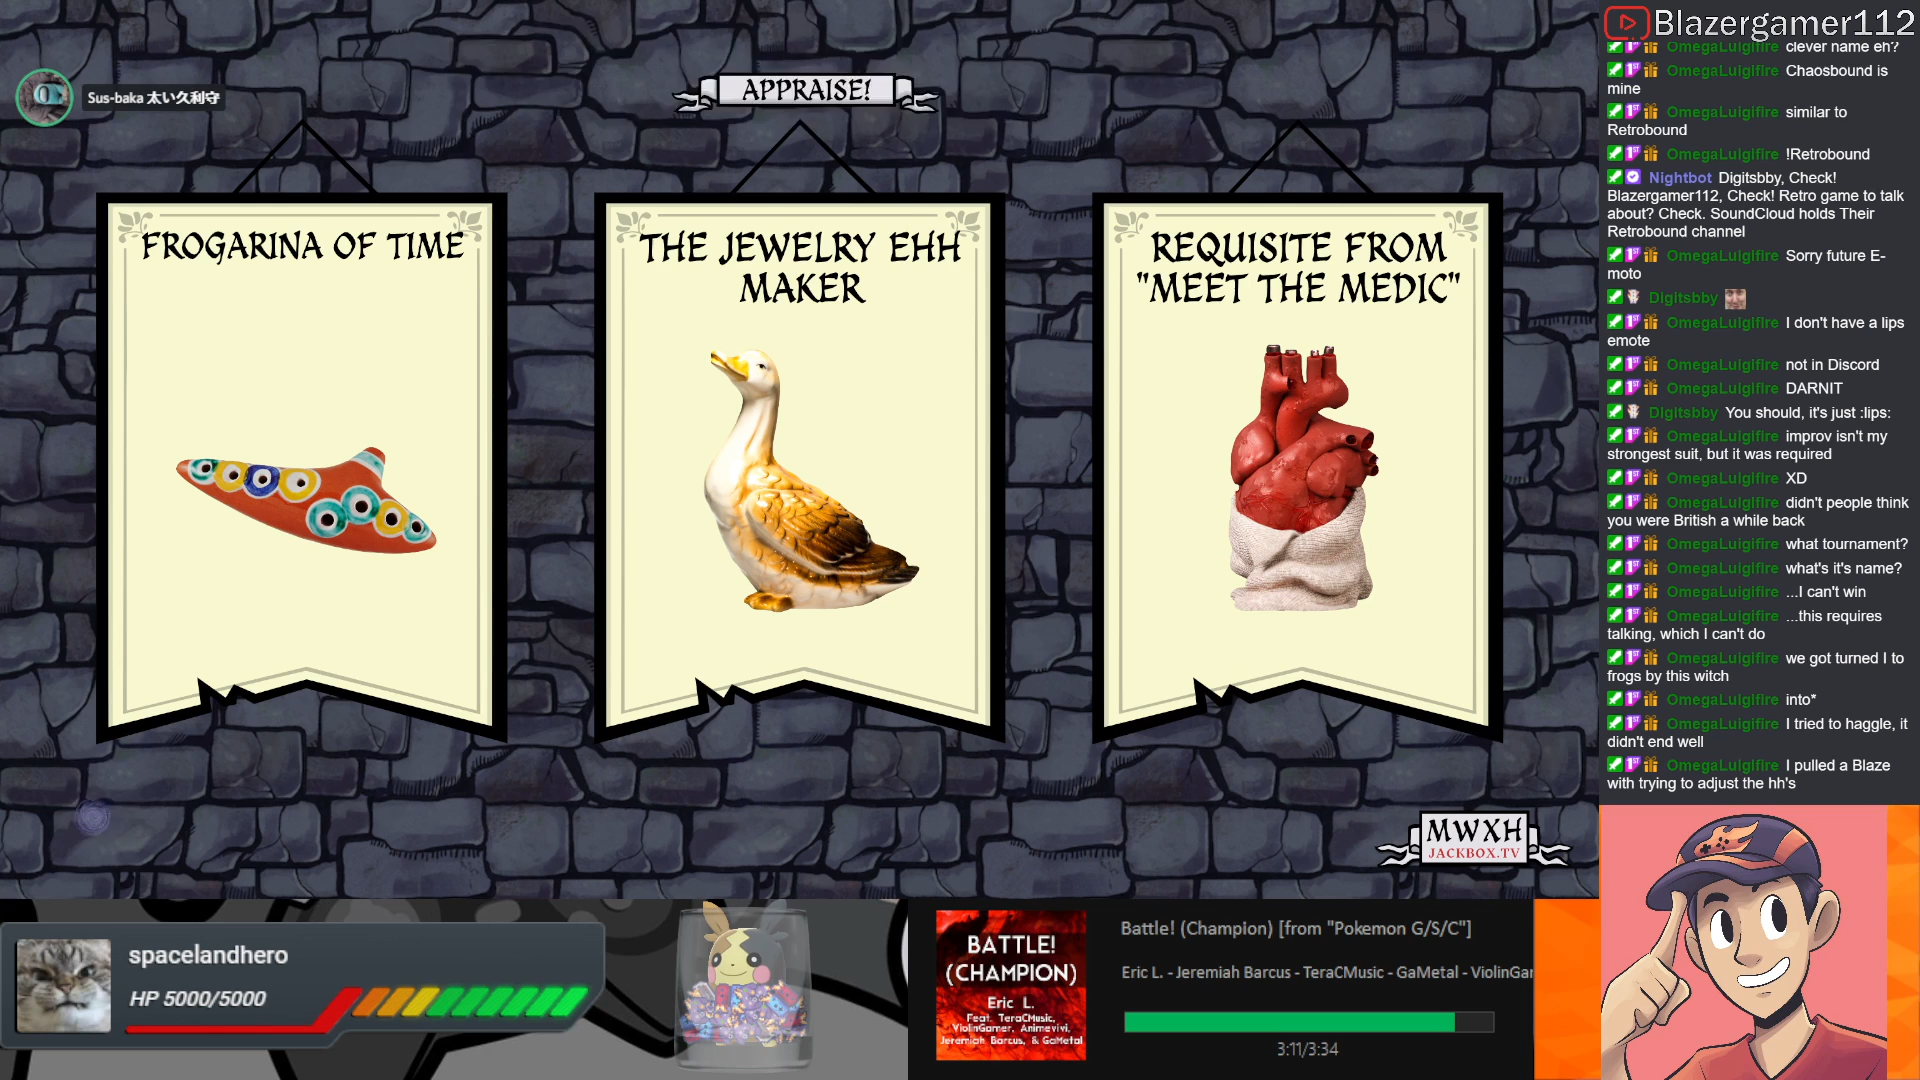 Sus-baka 太い久利守
APPRAISE!
FROGARINA OF TIME
THE JEWELRY EHH
MAKER
REQUISITE FROM
"MEET THE MEDIC"
MWXH
JACKBOX.TV
Blazergamer112
OmegaLuigifire clever name eh?
OmegaLuigifire Chaosbound is
mine
OmegaLuigifire similar to
Retrobound
OmegaLuigifire !Retrobound
Nightbot Digitsbby, Check!
Blazergamer112, Check! Retro game to talk
about? Check. SoundCloud holds Their
Retrobound channel
OmegaLuigifire Sorry future E-
moto
Digitsbby
OmegaLuigifire I don't have a lips
emote
OmegaLuigifire not in Discord
OmegaLuigifire DARNIT
Digitsbby You should, it's just :lips:
OmegaLuigifire improv isn't my
strongest suit, but it was required
OmegaLuigifire XD
OmegaLuigifire didn't people think
you were British a while back
OmegaLuigifire what tournament?
OmegaLuigifire what's it's name?
OmegaLuigifire ...I can't win
OmegaLuigifire ...this requires
talking, which I can't do
OmegaLuigifire we got turned I to
frogs by this witch
OmegaLuigifire into*
OmegaLuigifire I tried to haggle, it
didn't end well
OmegaLuigifire I pulled a Blaze
with trying to adjust the hh's
spacelandhero
HP 5000/5000
BATTLE!
(CHAMPION)
Eric L.
Feat. TeraCMusic,
ViolinGamer, Animevivi,
Jeremiah Barcus, & GaMetal
Battle! (Champion) [from "Pokemon G/S/C"]
Eric L. - Jeremiah Barcus - TeraCMusic - GaMetal - ViolinGar
3:11/3:34